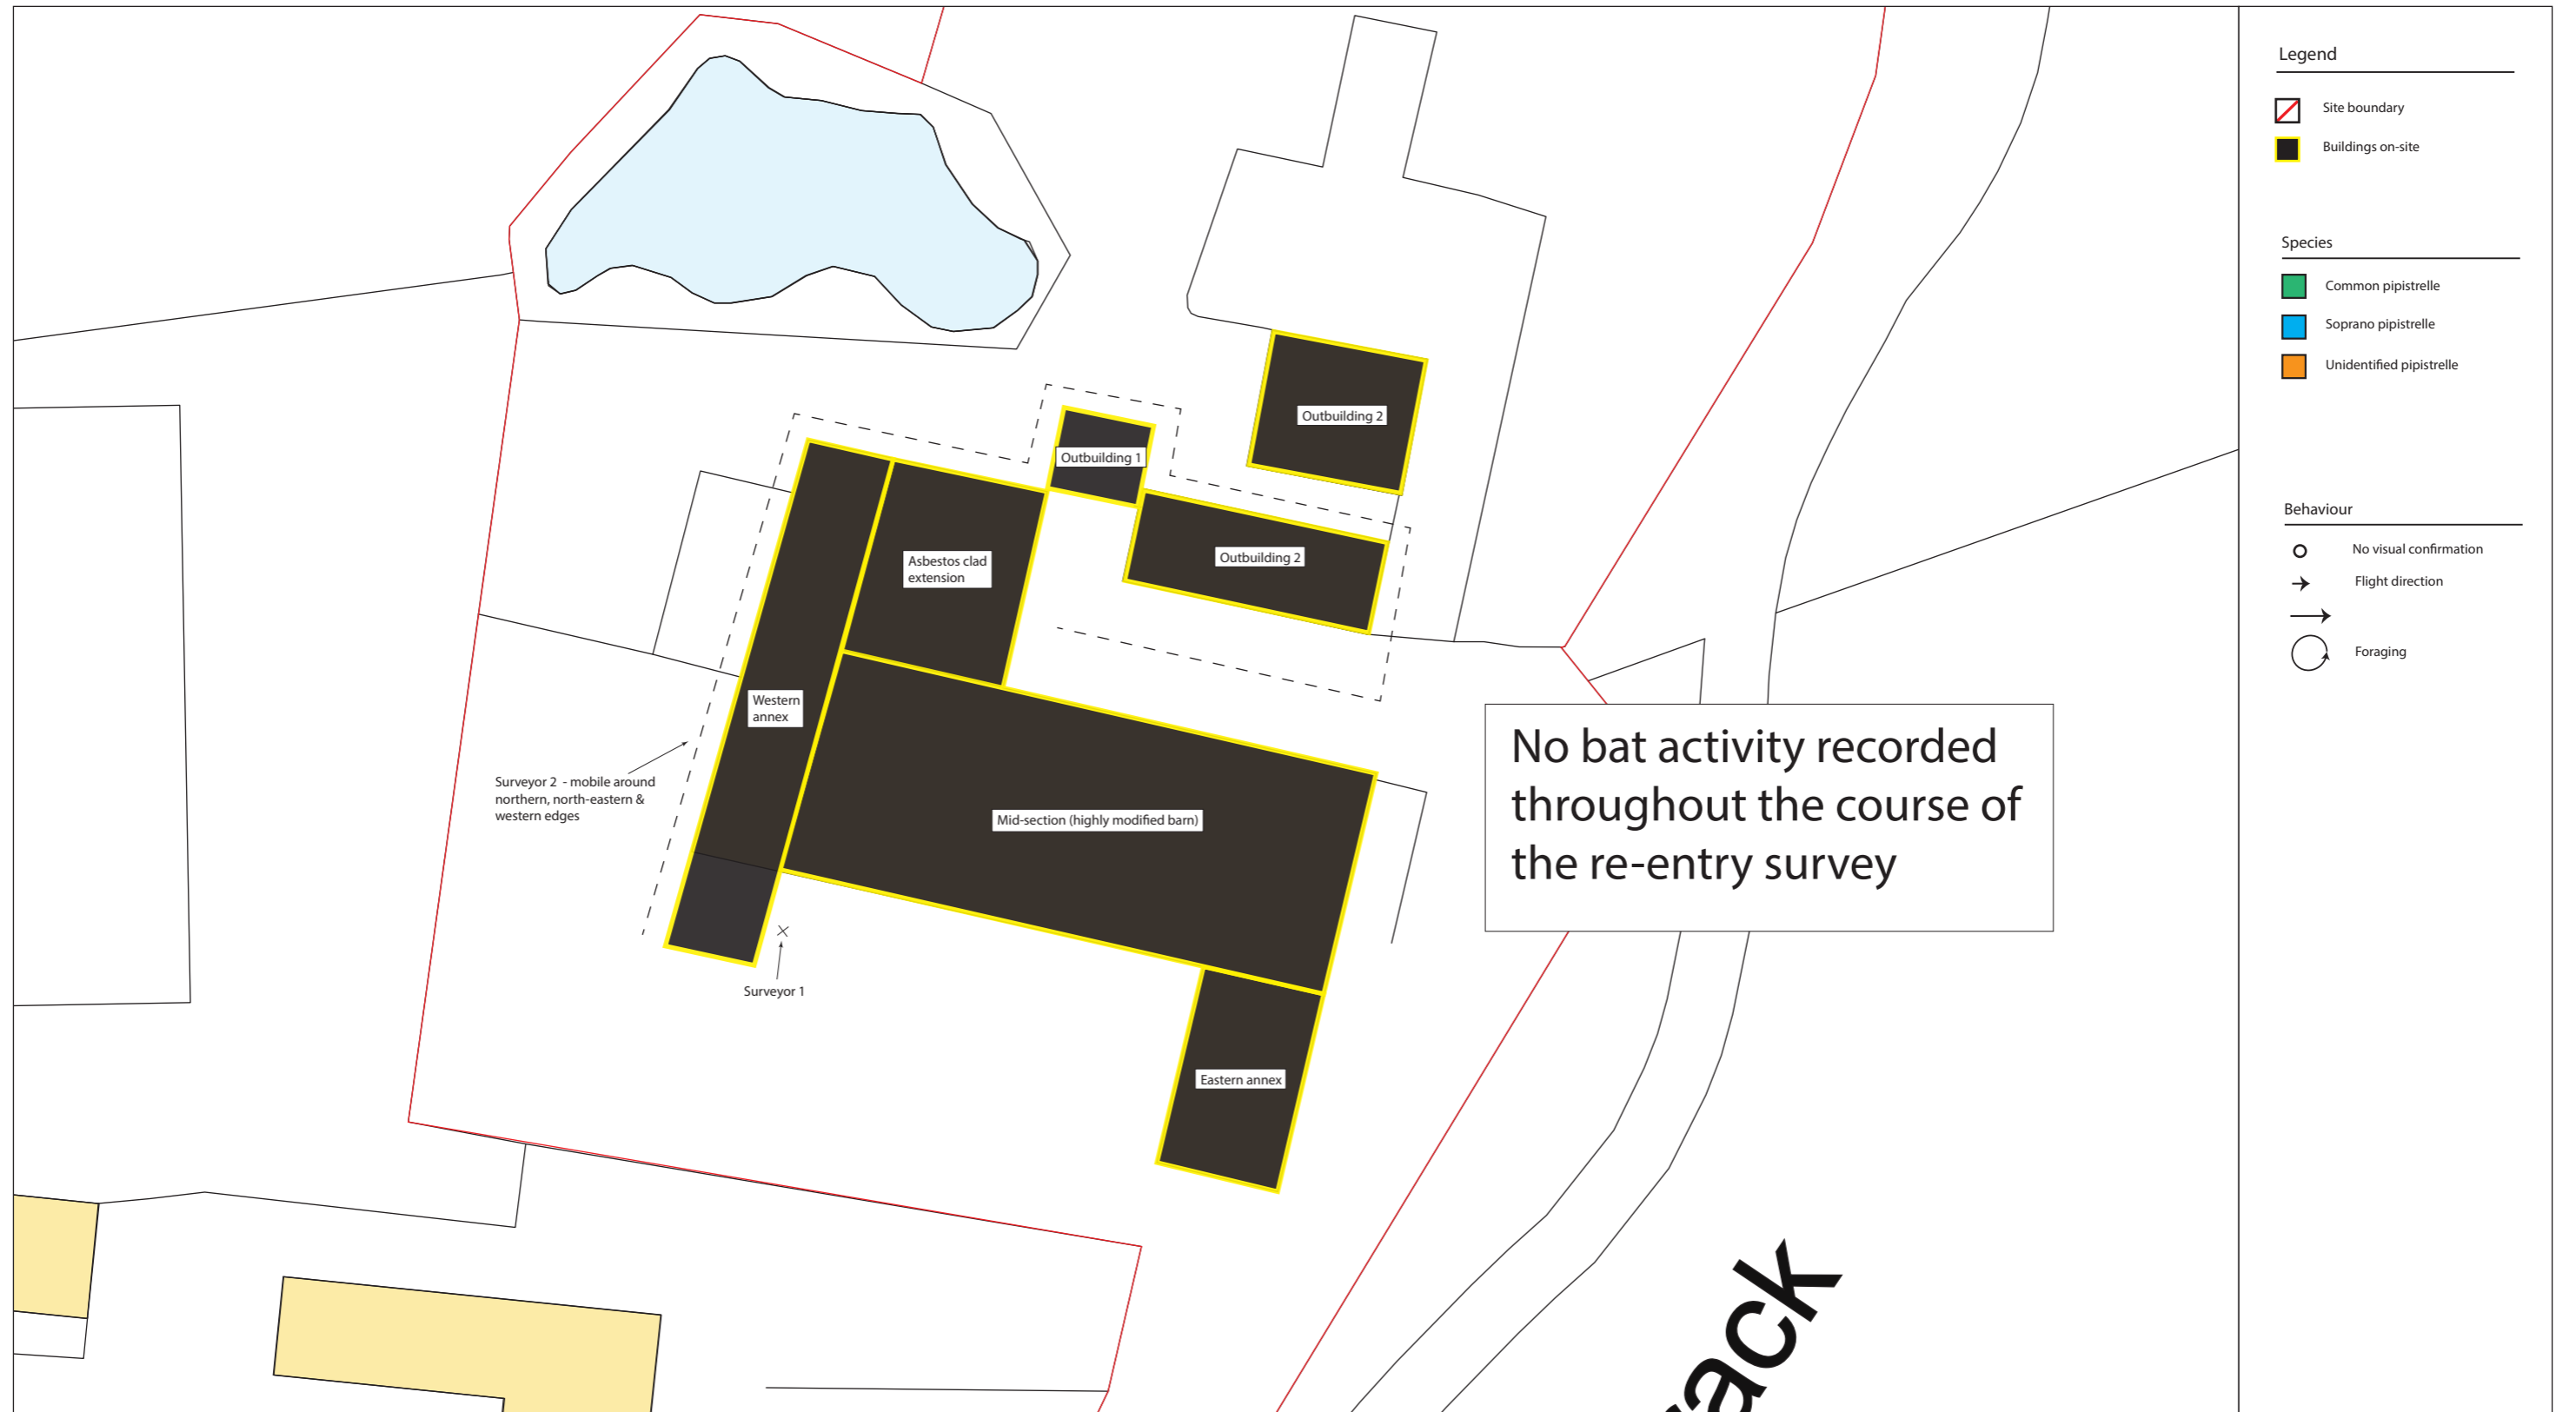 Outbuilding 2
Outbuilding 1
Outbuilding 2
Asbestos clad
extension
Western
annex
Surveyor 2 - mobile around
northern, north-eastern &
western edges
Mid-section (highly modified barn)
Surveyor 1
Eastern annex
No bat activity recorded
throughout the course of
the re-entry survey
rack
Legend
Site boundary
Buildings on-site
Species
Common pipistrelle
Soprano pipistrelle
Unidentified pipistrelle
Behaviour
No visual confirmation
Flight direction
Foraging